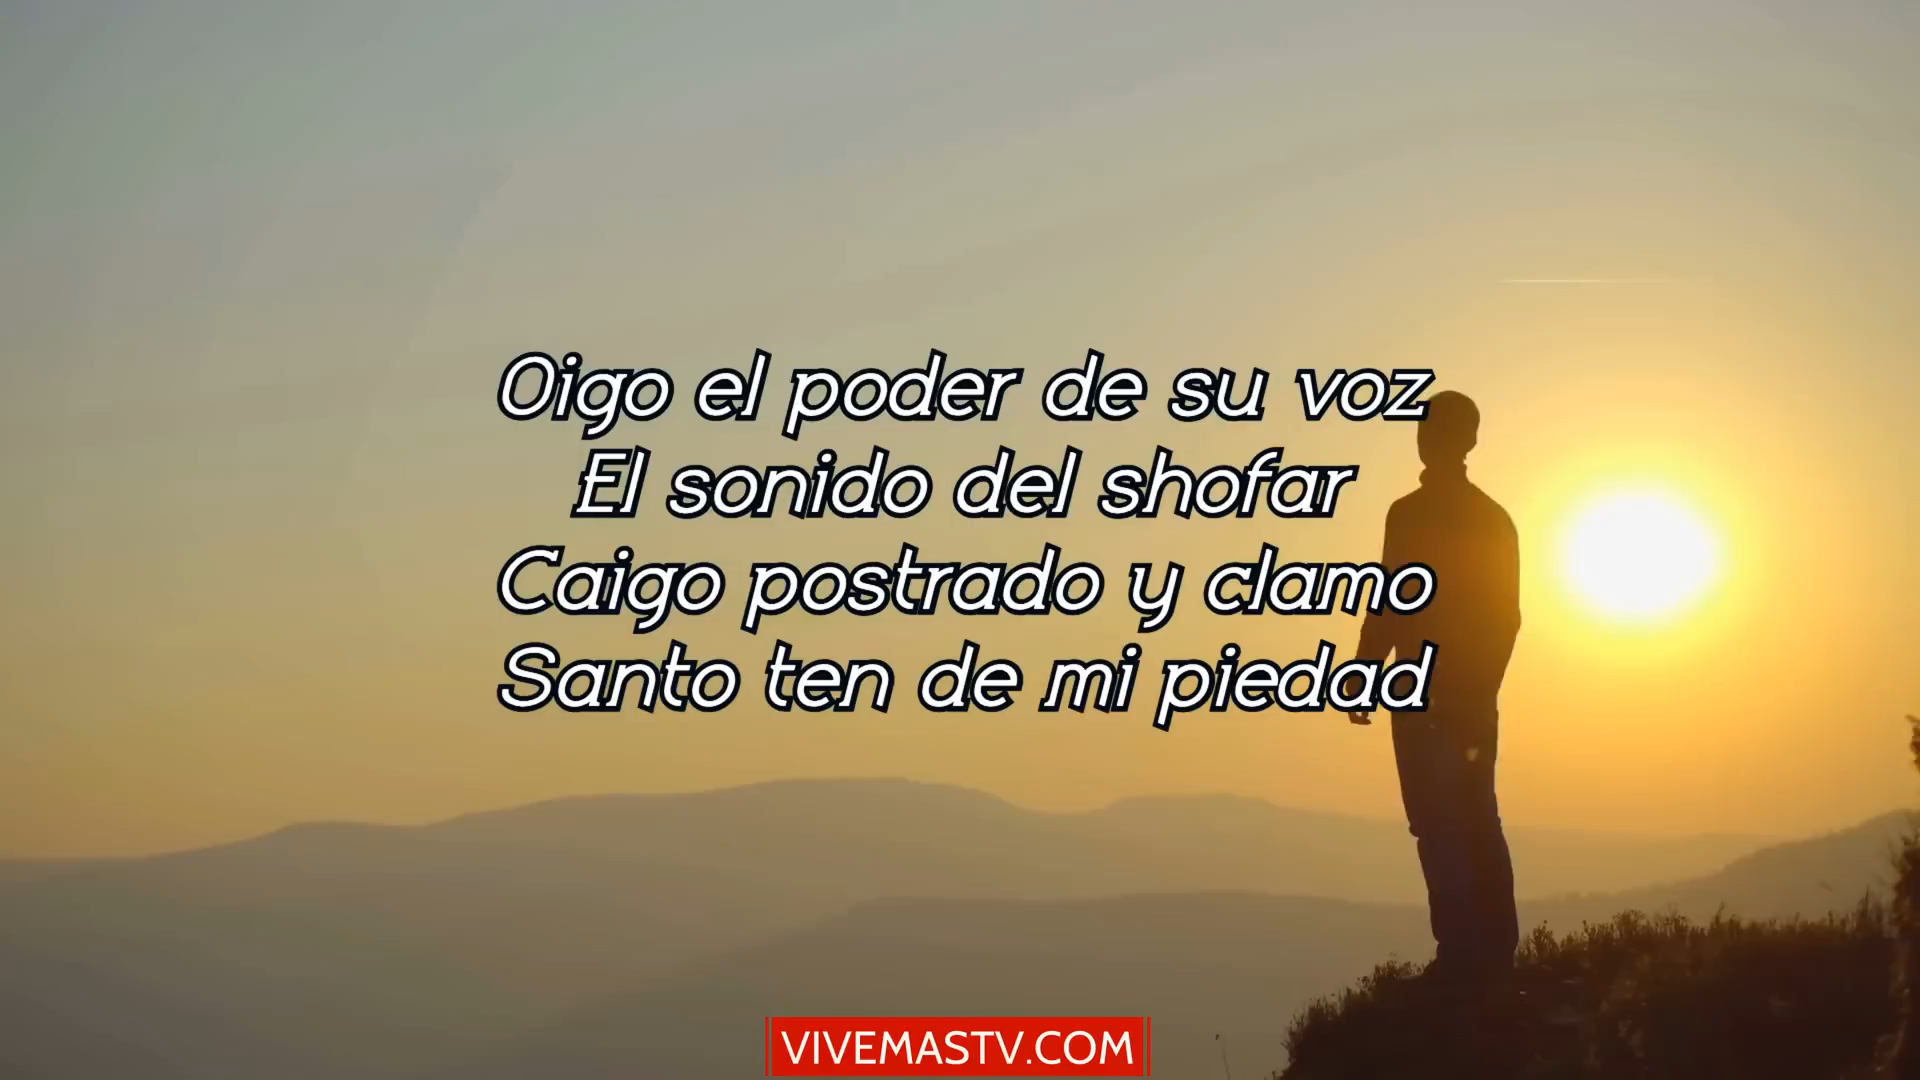 Oigo el poder de su voz
El sonido del shofar
Caigo postrado y clamo
Santo ten de mi piedad
VIVEMASTV.COM